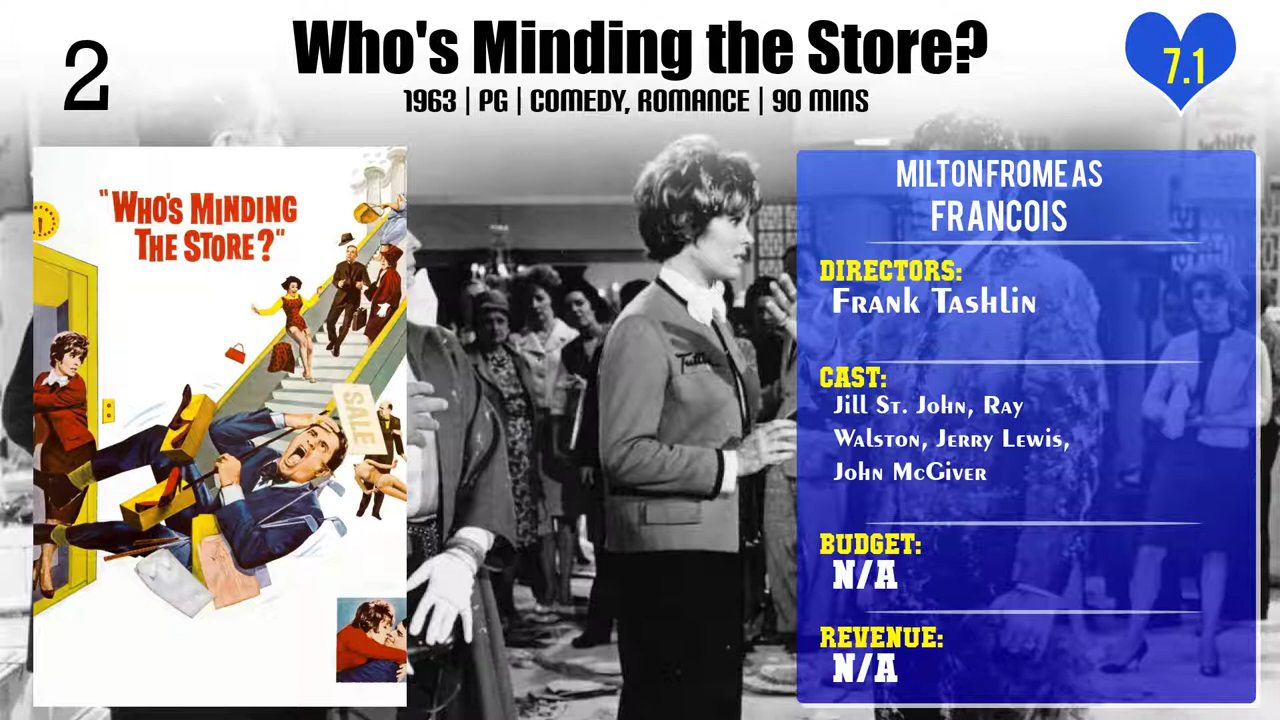 2
Who's Minding the Store?
1963 | PG | COMEDY, ROMANCE | 90 MINS
7.1
"WHO'S MINDING
THE STORE?"
SALE
MILTON FROME AS
FRANCOIS
DIRECTORS:
Frank Tashlin
CAST:
Jill St. John, Ray
Walston, Jerry Lewis,
John McGiver
BUDGET:
N/A
REVENUE:
N/A